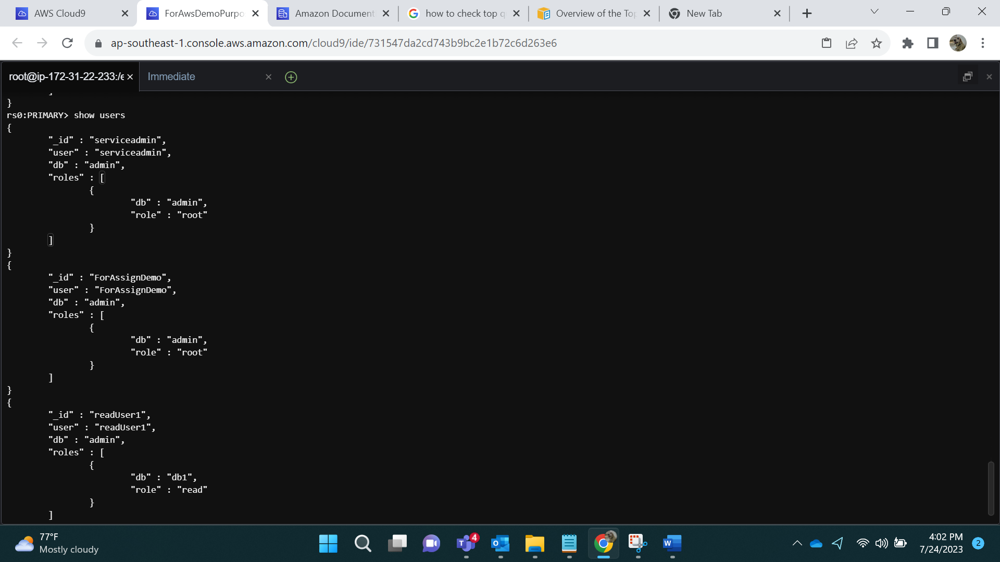 AWS Cloud9
ForAwsDemoPurpo
Amazon Document
how to check top q
Overview of the Top
New Tab
ap-southeast-1.console.aws.amazon.com/cloud9/ide/731547da2cd743b9bc2e1b72c6d263e6
root@ip-172-31-22-233:/e
Immediate
]
}
rs0:PRIMARY> show users
{
"_id" : "serviceadmin",
"user" : "serviceadmin",
"db" : "admin",
"roles" : [
{
"db" : "admin",
"role" : "root"
}
]
}
{
"_id" : "ForAssignDemo",
"user" : "ForAssignDemo",
"db" : "admin",
"roles" : [
{
"db" : "admin",
"role" : "root"
}
]
}
{
"_id" : "readUser1",
"user" : "readUser1",
"db" : "admin",
"roles" : [
{
"db" : "db1",
"role" : "read"
}
]
77°F
Mostly cloudy
4
4:02 PM
7/24/2023
2